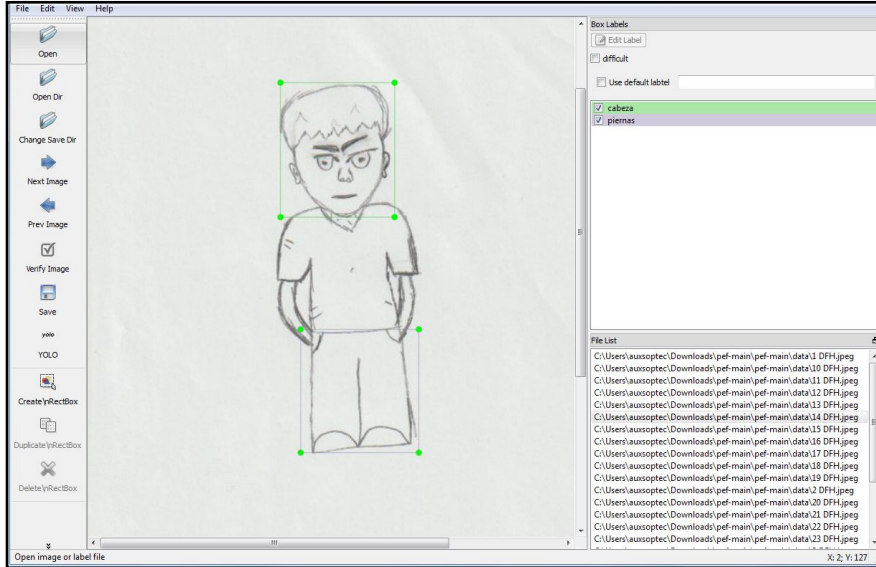 File Edit View Help
Open
Open Dir
Change Save Dir
Next Image
Prev Image
Verify Image
Save
yolo
YOLO
Create\nRectBox
Duplicate\nRectBox
Delete\nRectBox
Box Labels
Edit Label
difficult
Use default labtel
cabeza
piernas
File List
C:\Users\auxsoptec\Downloads\pef-main\pef-main\data\1 DFH.jpeg
C:\Users\auxsoptec\Downloads\pef-main\pef-main\data\10 DFH.jpeg
C:\Users\auxsoptec\Downloads\pef-main\pef-main\data\11 DFH.jpeg
C:\Users\auxsoptec\Downloads\pef-main\pef-main\data\12 DFH.jpeg
C:\Users\auxsoptec\Downloads\pef-main\pef-main\data\13 DFH.jpeg
C:\Users\auxsoptec\Downloads\pef-main\pef-main\data\14 DFH.jpeg
C:\Users\auxsoptec\Downloads\pef-main\pef-main\data\15 DFH.jpeg
C:\Users\auxsoptec\Downloads\pef-main\pef-main\data\16 DFH.jpeg
C:\Users\auxsoptec\Downloads\pef-main\pef-main\data\17 DFH.jpeg
C:\Users\auxsoptec\Downloads\pef-main\pef-main\data\18 DFH.jpeg
C:\Users\auxsoptec\Downloads\pef-main\pef-main\data\19 DFH.jpeg
C:\Users\auxsoptec\Downloads\pef-main\pef-main\data\2 DFH.jpeg
C:\Users\auxsoptec\Downloads\pef-main\pef-main\data\20 DFH.jpeg
C:\Users\auxsoptec\Downloads\pef-main\pef-main\data\21 DFH.jpeg
C:\Users\auxsoptec\Downloads\pef-main\pef-main\data\22 DFH.jpeg
C:\Users\auxsoptec\Downloads\pef-main\pef-main\data\23 DFH.jpeg
Open image or label file
X: 2; Y: 127